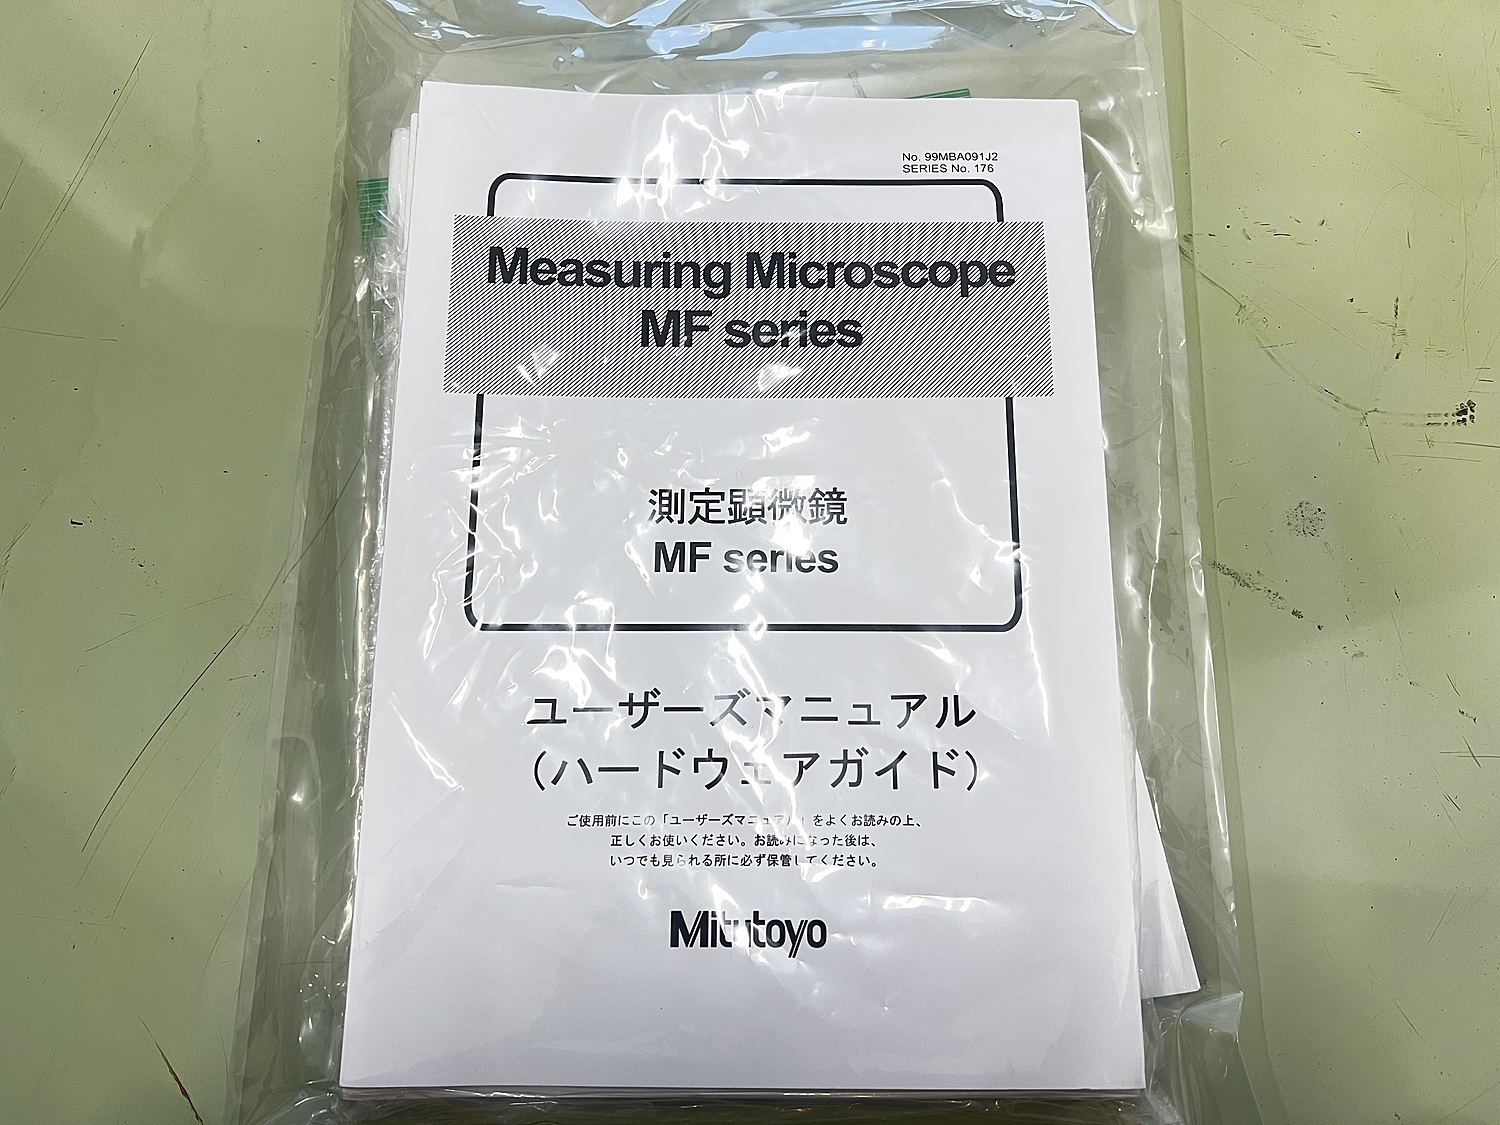 No. 99MBA091J2
SERIES No. 176
Measuring Microscope
MF series
測定顕微鏡
MF series
ユーザーズマニュアル
（ハードウェアガイド）
ご使用前にこの「ユーザーズマニュアル」をよくお読みの上、
正しくお使いください。お読みになった後は、
いつでも見られる所に必ず保管してください。
Mitutoyo